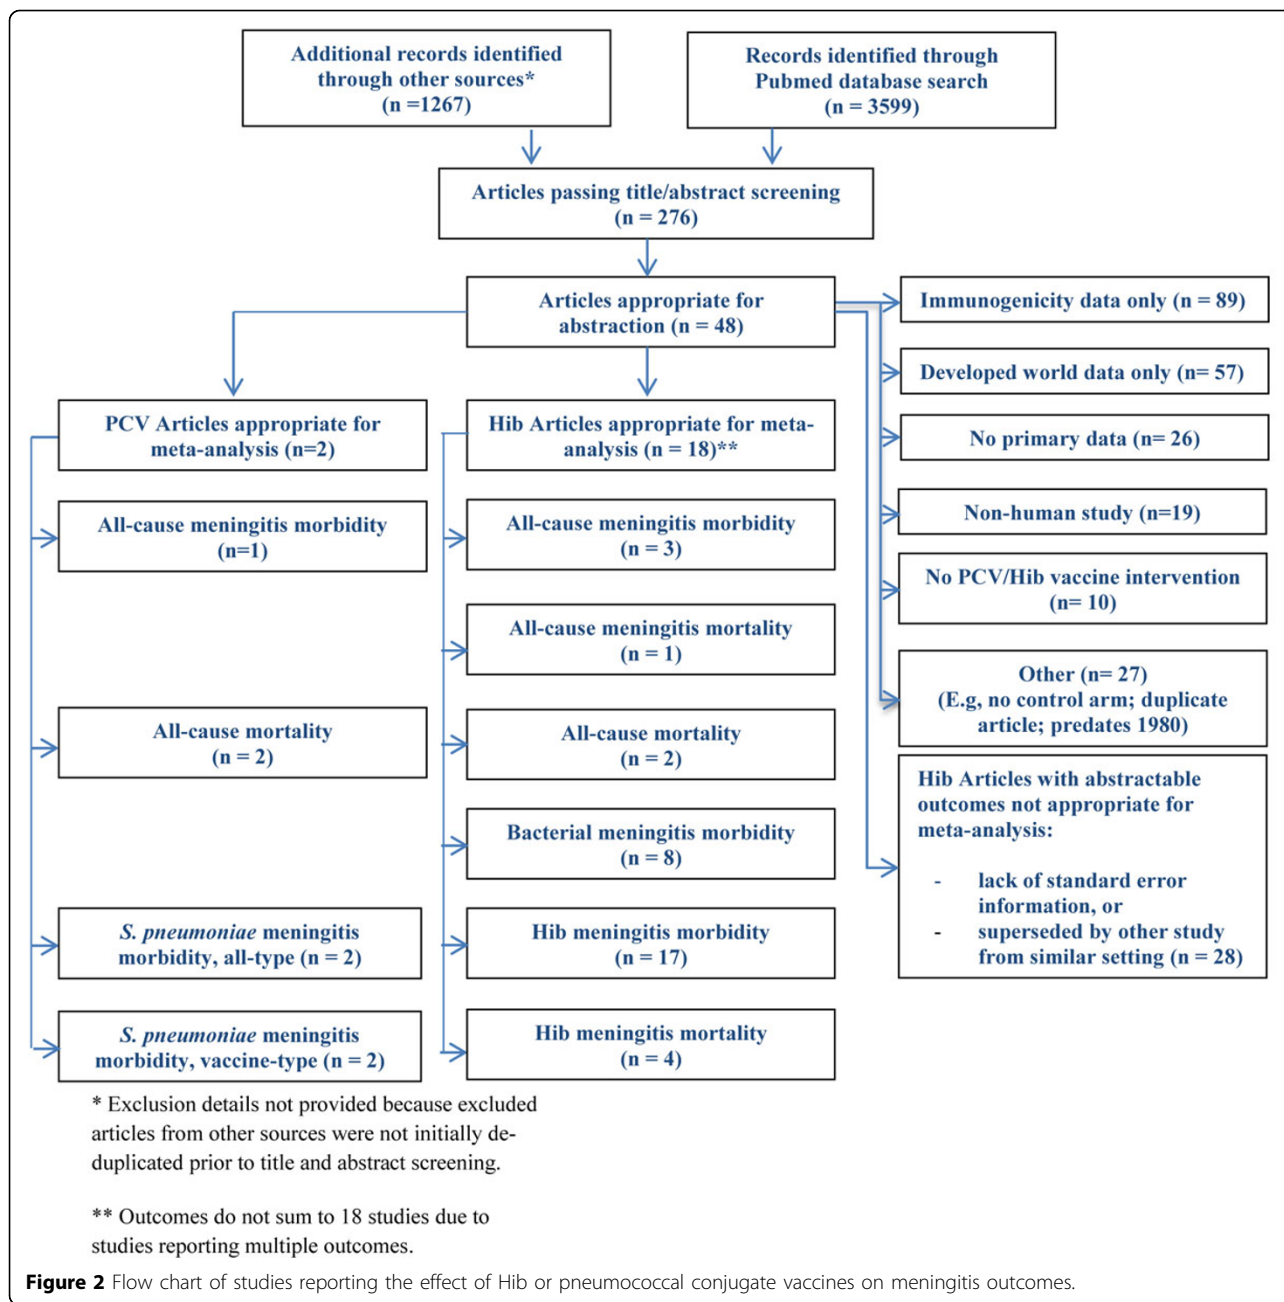 Additional records identified
through other sources*
(n =1267)
Records identified through
Pubmed database search
(n = 3599)
Articles passing title/abstract screening
(n = 276)
Articles appropriate for
abstraction (n = 48)
Immunogenicity data only (n = 89)
Developed world data only (n= 57)
No primary data (n= 26)
Non-human study (n=19)
No PCV/Hib vaccine intervention
(n= 10)
Other (n= 27)
(E.g, no control arm; duplicate
article; predates 1980)
Hib Articles with abstractable
outcomes not appropriate for
meta-analysis:
- lack of standard error
information, or
- superseded by other study
from similar setting (n = 28)
PCV Articles appropriate for
meta-analysis (n=2)
All-cause meningitis morbidity
(n=1)
All-cause mortality
(n = 2)
S. pneumoniae meningitis
morbidity, all-type (n = 2)
S. pneumoniae meningitis
morbidity, vaccine-type (n = 2)
Hib Articles appropriate for meta-
analysis (n = 18)**
All-cause meningitis morbidity
(n = 3)
All-cause meningitis mortality
(n = 1)
All-cause mortality
(n = 2)
Bacterial meningitis morbidity
(n = 8)
Hib meningitis morbidity
(n = 17)
Hib meningitis mortality
(n = 4)
* Exclusion details not provided because excluded
articles from other sources were not initially de-
duplicated prior to title and abstract screening.
** Outcomes do not sum to 18 studies due to
studies reporting multiple outcomes.
Figure 2 Flow chart of studies reporting the effect of Hib or pneumococcal conjugate vaccines on meningitis outcomes.